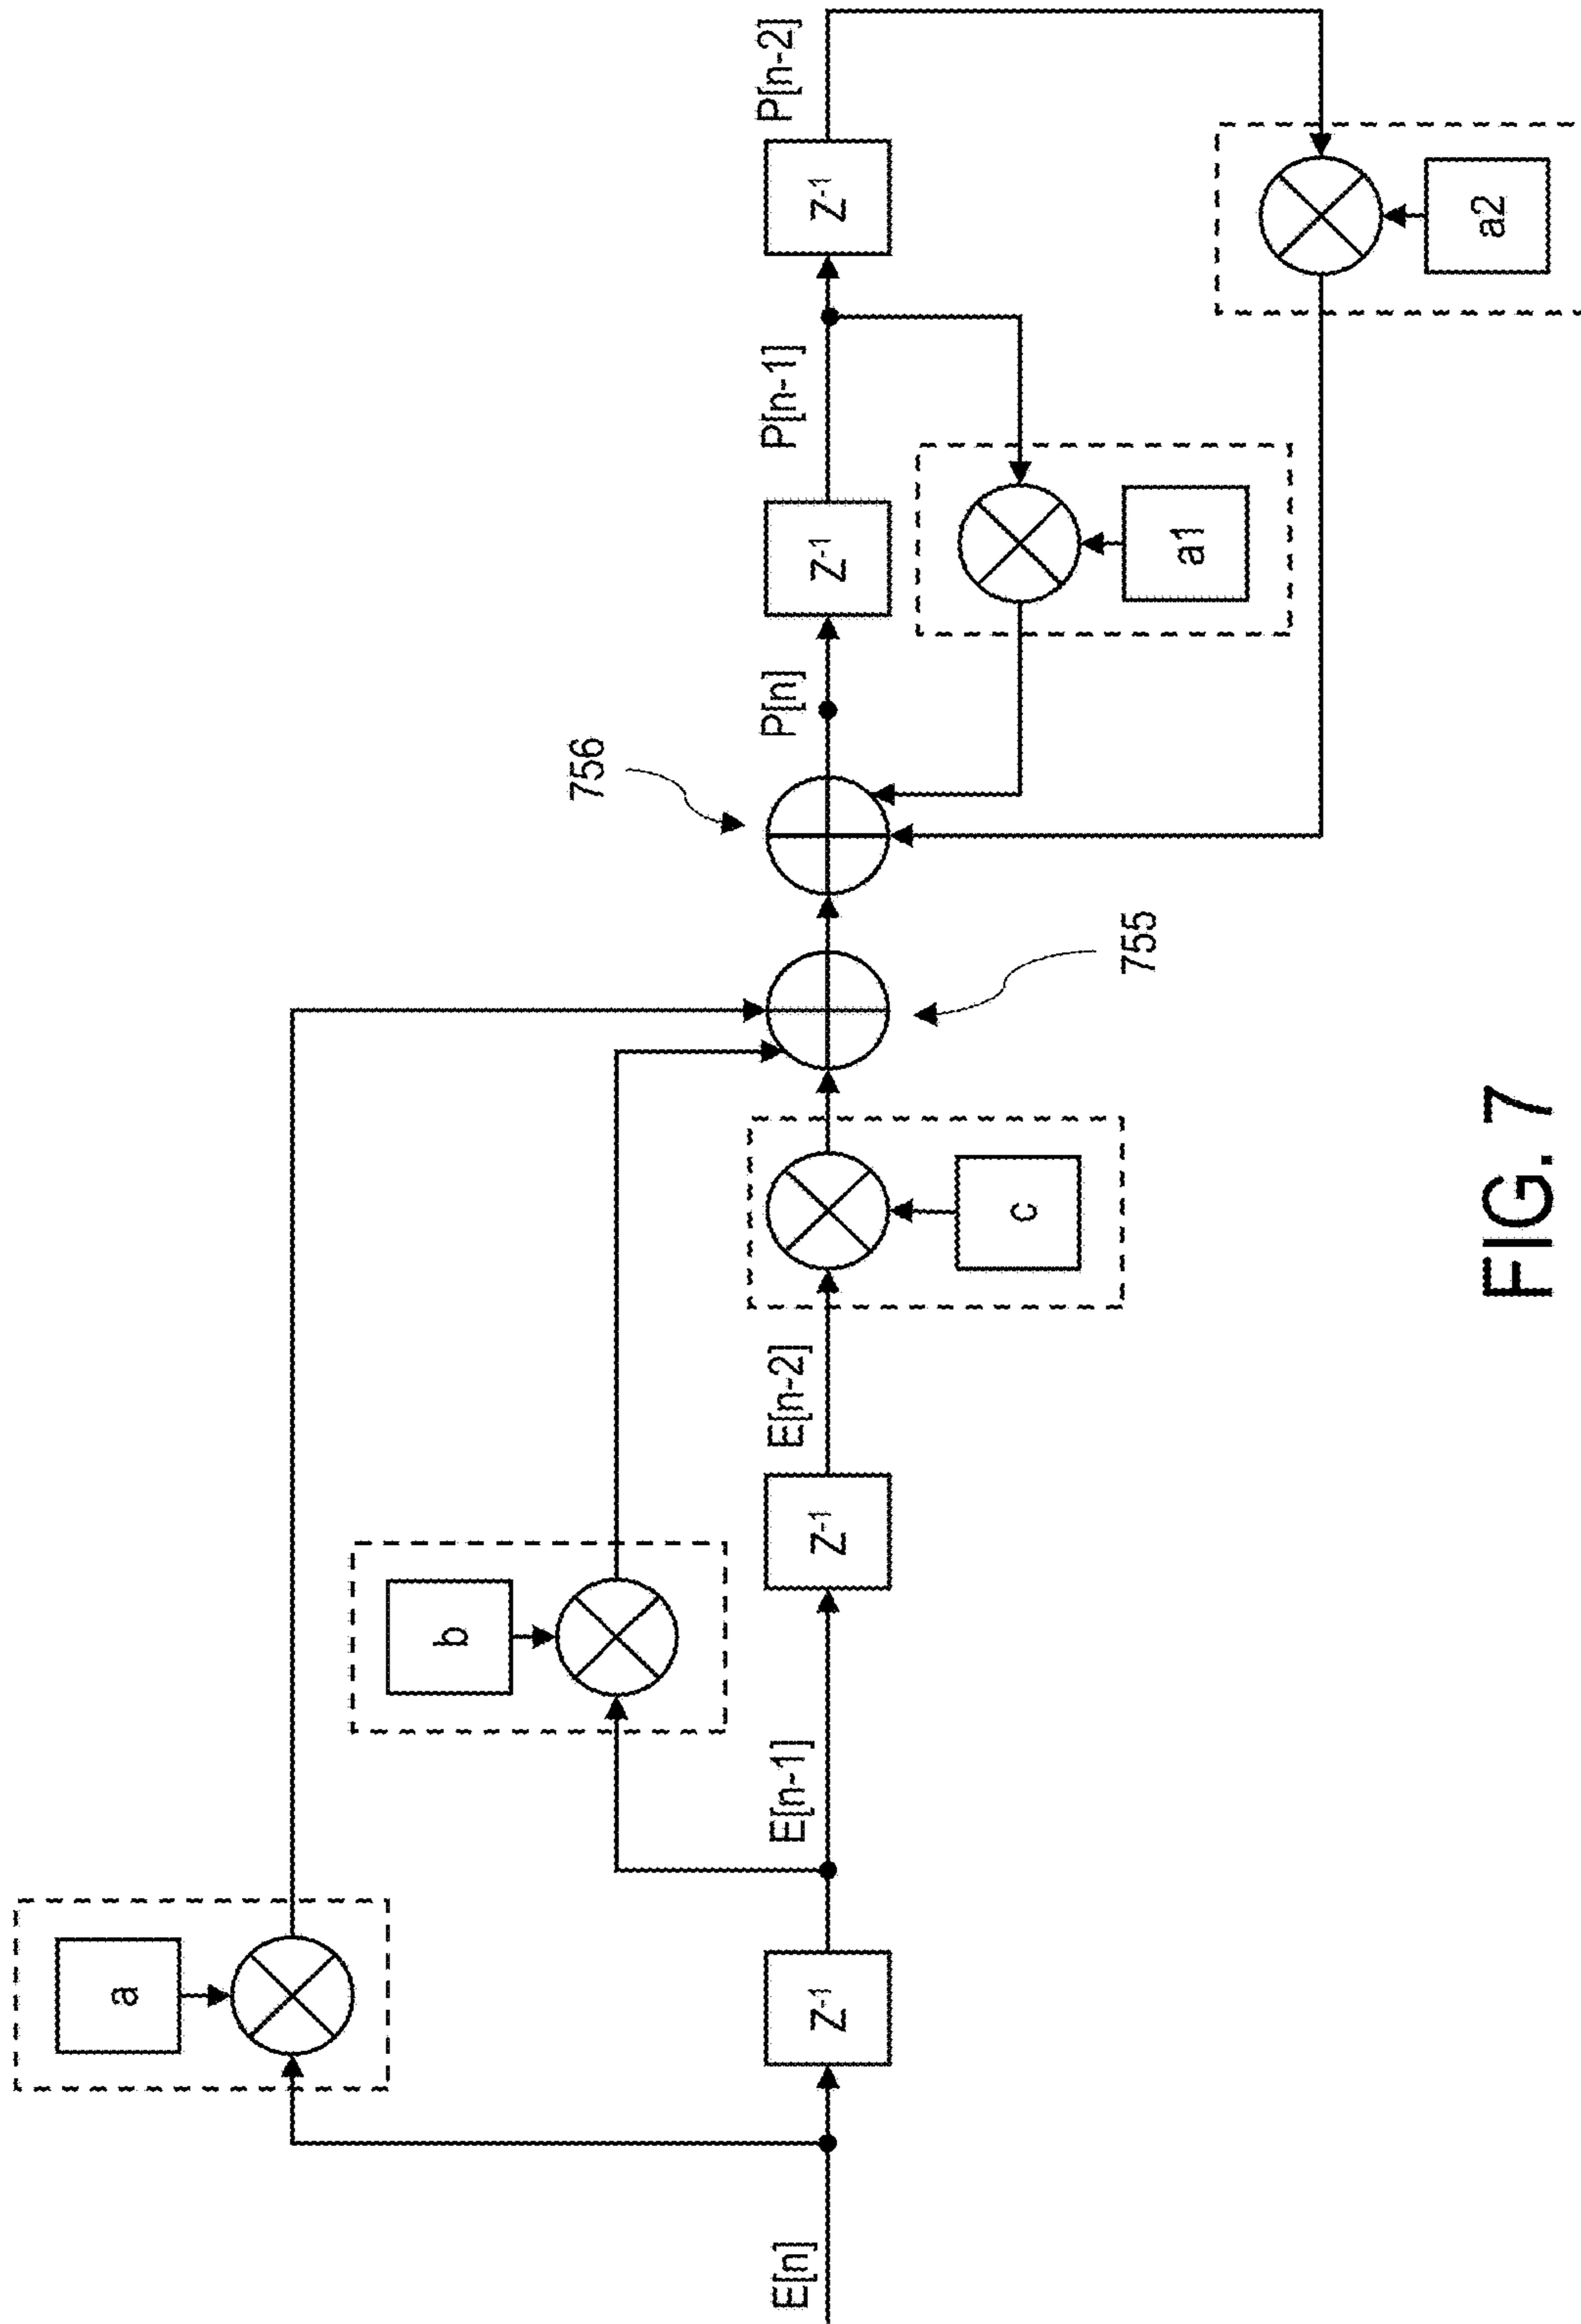 E[n]
a
Z-1
E[n-1]
b
Z-1
E[n-2]
c
755
756
P[n]
Z-1
P[n-1]
a1
Z-1
P[n-2]
a2
FIG. 7